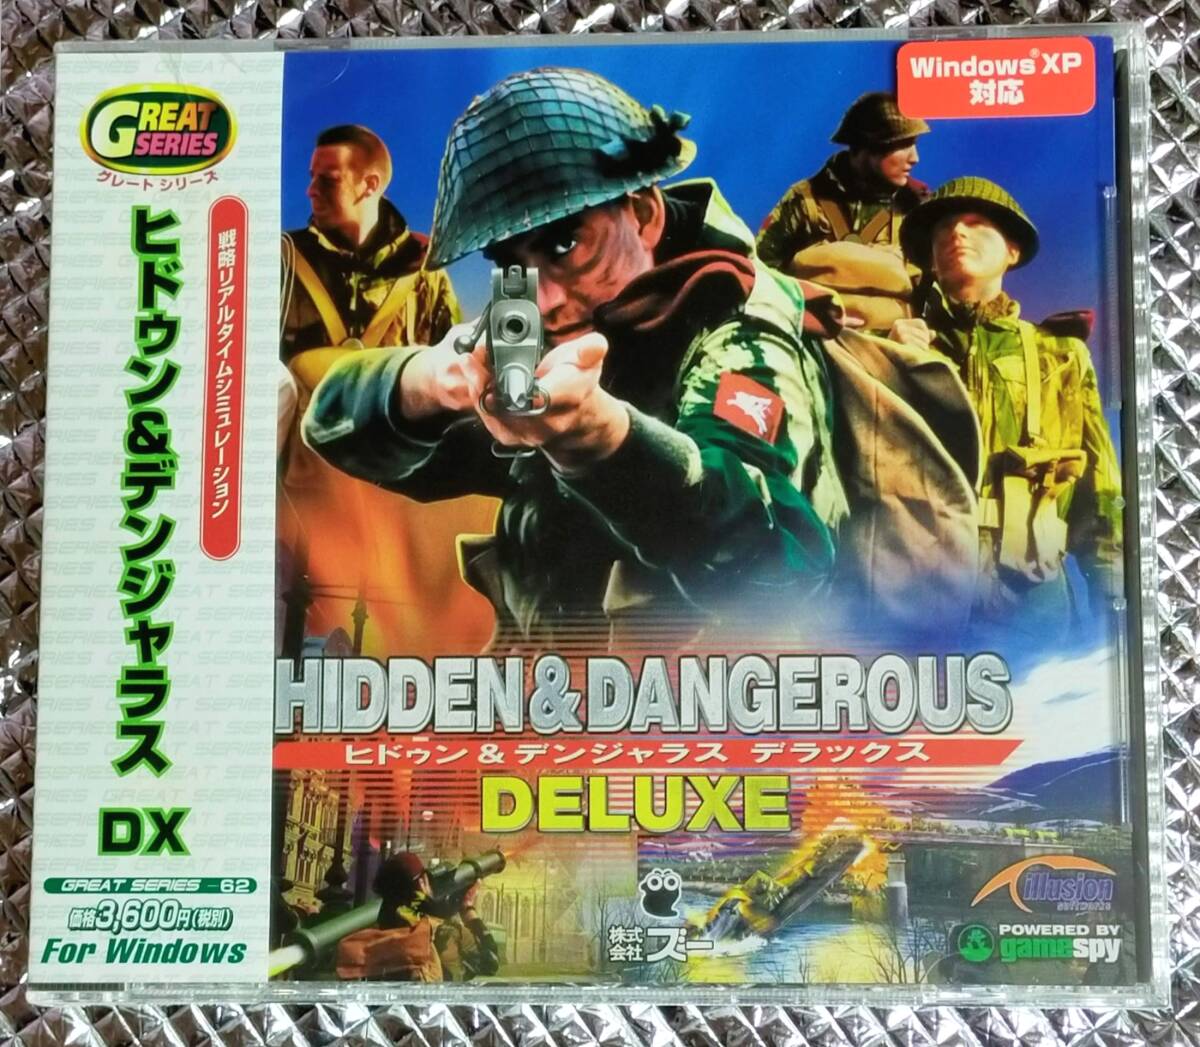 GREAT
SERIES
グレートシリーズ
戦略リアルタイムシミュレーション
ヒドゥン&デンジャラス DX
GREAT SERIES -62
価格3,600円(税別)
For Windows
Windows® XP
対応
HIDDEN & DANGEROUS
ヒドゥン & デンジャラス デラックス
DELUXE
株式
会社
ズー
illusion
softworks
POWERED BY
gamespy